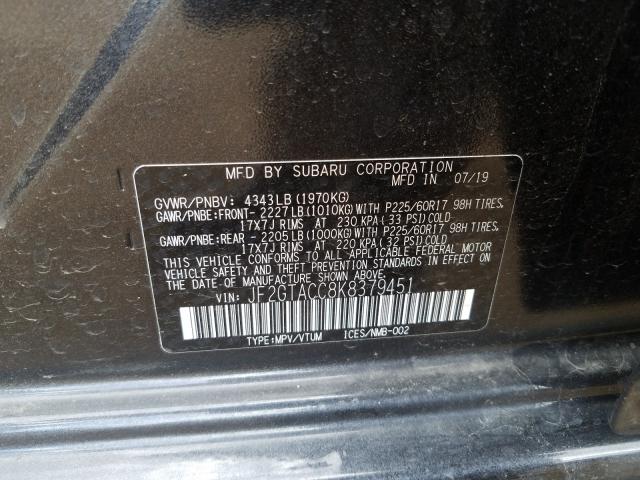 MFD BY SUBARU CORPORATION
MFD IN 07/19
GVWR/PNBV: 4343LB(1970KG)
GAWR/PNBE:FRONT- 2227LB(1010KG)WITH P225/60R17 98H TIRES,
17X7J RIMS AT 230 KPA(33 PSI)COLD
GAWR/PNBE:REAR - 2205LB(1000KG)WITH P225/60R17 98H TIRES,
17X7J RIMS AT 220 KPA(32 PSI)COLD
THIS VEHICLE CONFORMS TO ALL APPLICABLE FEDERAL MOTOR
VEHICLE SAFETY AND THEFT PREVENTION STANDARDS IN EFFECT ON
THE DATE OF MANUFACTURE SHOWN ABOVE.
VIN: JF2GTACC8K8379451
TYPE:MPV/VTUM ICES/NMB-002